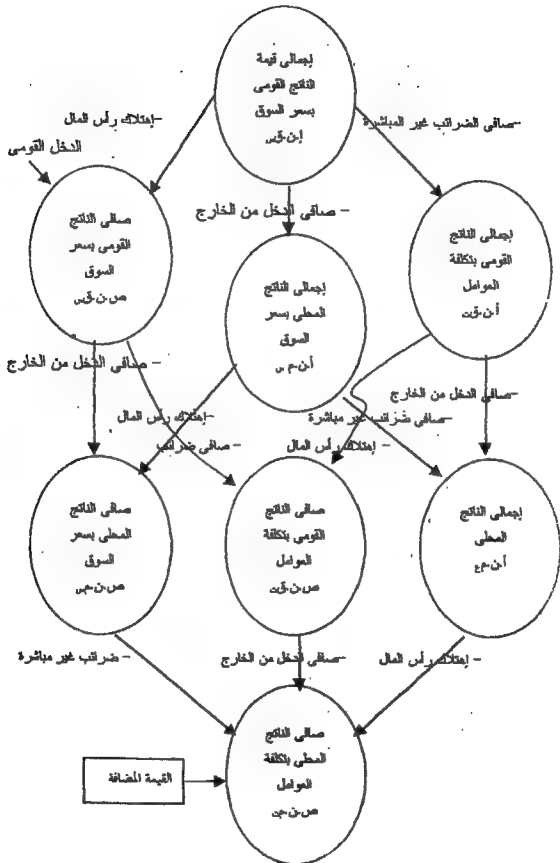 إجمالى قيمة
الناتج القومى
بسعر السوق
إ.ن.ق.س
-إهتلاك رأس المال
-صافى الضرائب غير المباشرة
الدخل القومى
- صافى الدخل من الخارج
صافى الناتج
القومى بسعر
السوق
ص.ن.ق.س
إجمالى الناتج
المحلى بسعر
السوق
أ.ن.م.س
إجمالى الناتج
القومى بتكلفة
العوامل
أ.ن.ق.ت
- صافى الدخل من الخارج
-صافى الدخل من الخارج
-إهتلاك رأس المال
-صافى ضرائب غير مباشرة
-صافى ضرائب
- إهتلاك رأس المال
صافى الناتج
المحلى بسعر
السوق
ص.ن.م.س
صافى الناتج
القومى بتكلفة
العوامل
ص.ن.ق.ت
إجمالى الناتج
المحلى
أ.ن.م.ع
- ضرائب غير مباشرة
-صافى الدخل من الخارج
- إهتلاك رأس المال
صافى الناتج
المحلى بتكلفة
العوامل
ص.ن.م.ت
القيمة المضافة